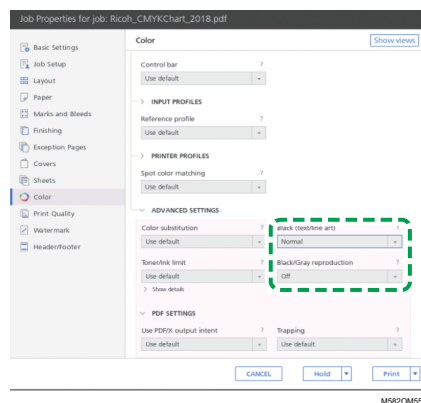 Job Properties for job: Ricoh_CMYKChart_2018.pdf
Basic Settings
Job Setup
Layout
Paper
Marks and Bleeds
Finishing
Exception Pages
Covers
Sheets
Color
Print Quality
Watermark
Header/Footer
Color
Show views
Control bar ?
Use default
INPUT PROFILES
Reference profile ?
Use default
PRINTER PROFILES
Spot color matching ?
Use default
ADVANCED SETTINGS
Color substitution ? Black (text/line art) ?
Use default Normal
Toner/Ink limit ? Black/Gray reproduction ?
Use default Off
Show details
PDF SETTINGS
Use PDF/X output intent ? Trapping ?
Use default Use default
CANCEL Hold Print
M582OM55